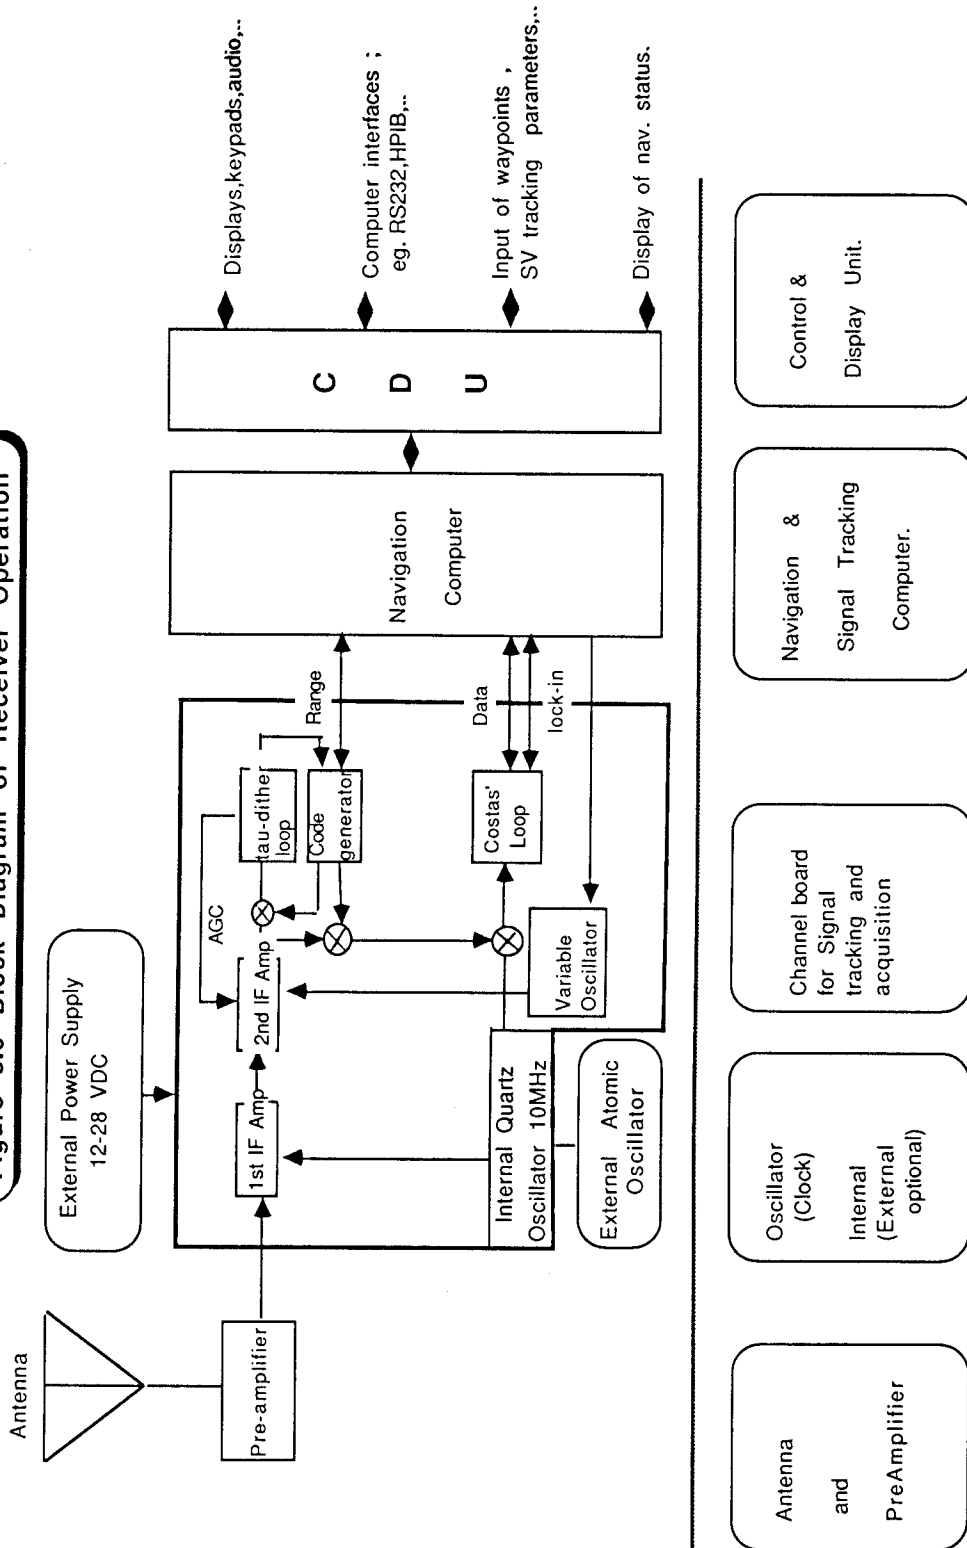 Figure
Block Diagram of Receiver Operation
Antenna
External Power Supply
12-28 VDC
Pre-amplifier
1st IF Amp
2nd IF Amp
AGC
tau-dither
loop
Code
generator
Range
Costas'
Loop
Data
lock-in
Variable
Oscillator
Internal Quartz
Oscillator 10MHz
External Atomic
Oscillator
Navigation
Computer
C
D
U
Displays,keypads,audio,..
Computer interfaces ;
eg. RS232,HPIB,..
Input of waypoints ,
SV tracking parameters,..
Display of nav. status.
Antenna
and
PreAmplifier
Oscillator
(Clock)
Internal
(External
optional)
Channel board
for Signal
tracking and
acquisition
Navigation &
Signal Tracking
Computer.
Control &
Display Unit.